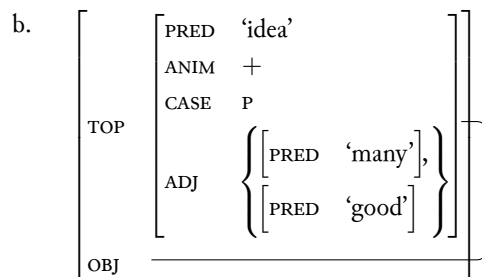 b.
PRED ‘idea’
ANIM +
CASE P
TOP
ADJ {[PRED ‘many’],
[PRED ‘good’]}
OBJ